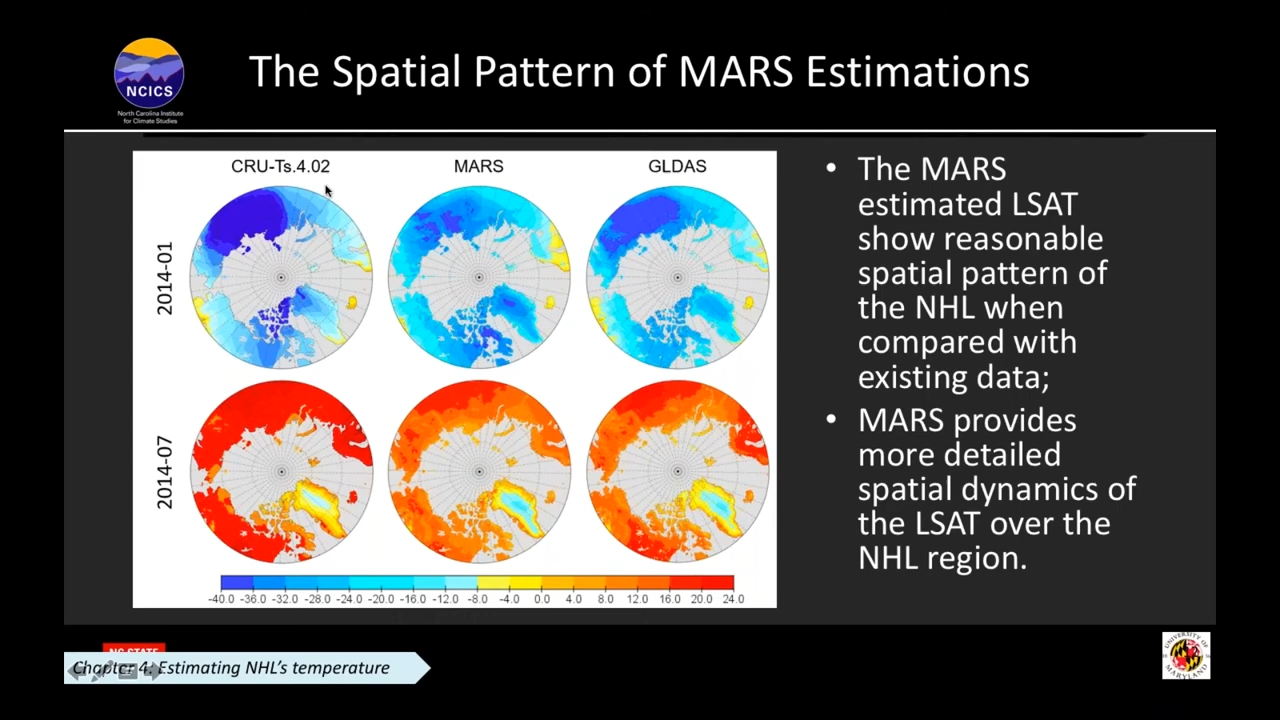 NCICS
North Carolina Institute
for Climate Studies
The Spatial Pattern of MARS Estimations
CRU-Ts.4.02 MARS GLDAS
2014-01
2014-07
-40.0 -36.0 -32.0 -28.0 -24.0 -20.0 -16.0 -12.0 -8.0 -4.0 0.0 4.0 8.0 12.0 16.0 20.0 24.0
• The MARS
estimated LSAT
show reasonable
spatial pattern of
the NHL when
compared with
existing data;
• MARS provides
more detailed
spatial dynamics of
the LSAT over the
NHL region.
NC STATE
Chapter 4: Estimating NHL's temperature
UNIVERSITY OF
MARYLAND